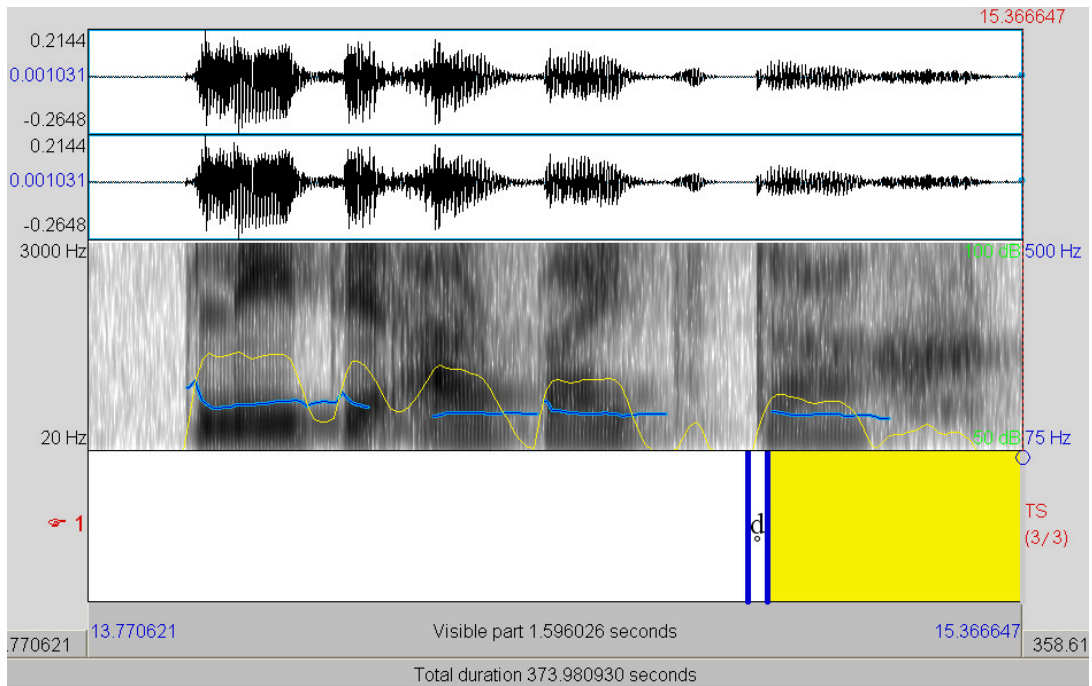 15.366647
0.2144
0.001031
-0.2648
0.2144
0.001031
-0.2648
3000 Hz 100 dB 500 Hz
20 Hz 50 dB 75 Hz
☞ 1 d̥ TS
(3/3)
13.770621 Visible part 1.596026 seconds 15.366647
.770621 358.61
Total duration 373.980930 seconds